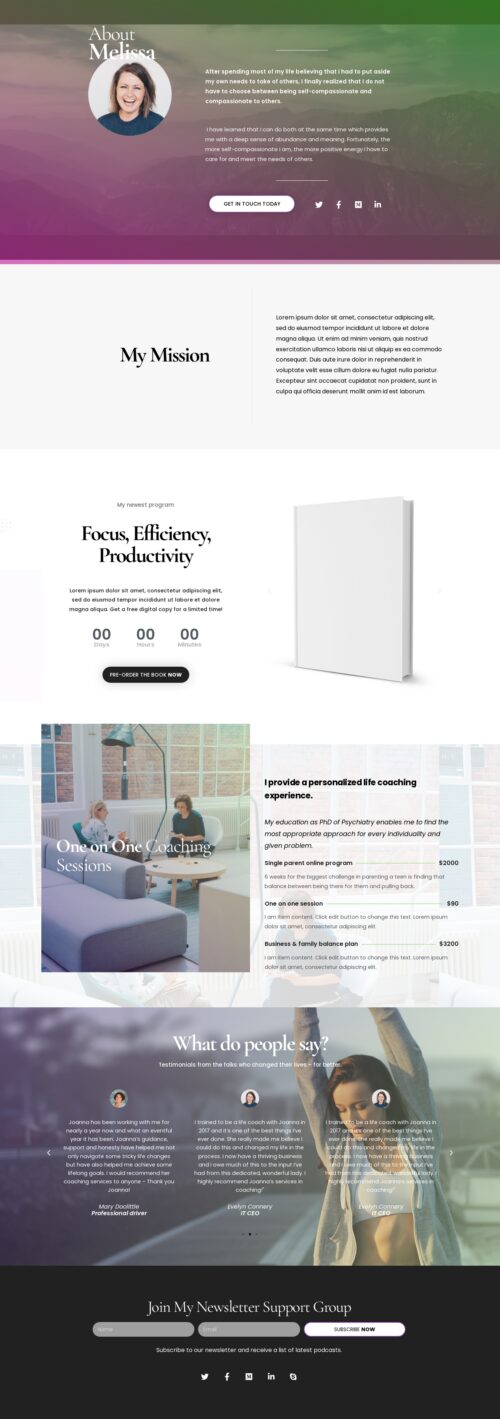 About
Melissa
After spending most of my life believing that I had to put aside
my own needs to take of others, I finally realized that I do not
have to choose between being self-compassionate and
compassionate to others.
I have learned that I can do both at the same time which provides
me with a deep sense of abundance and meaning. Fortunately, the
more self-compassionate I am, the more positive energy I have to
care for and meet the needs of others.
GET IN TOUCH TODAY
My Mission
Lorem ipsum dolor sit amet, consectetur adipiscing elit,
sed do eiusmod tempor incididunt ut labore et dolore
magna aliqua. Ut enim ad minim veniam, quis nostrud
exercitation ullamco laboris nisi ut aliquip ex ea commodo
consequat. Duis aute irure dolor in reprehenderit in
voluptate velit esse cillum dolore eu fugiat nulla pariatur.
Excepteur sint occaecat cupidatat non proident, sunt in
culpa qui officia deserunt mollit anim id est laborum.
My newest program
Focus, Efficiency,
Productivity
Lorem ipsum dolor sit amet, consectetur adipiscing elit,
sed do eiusmod tempor incididunt ut labore et dolore
magna aliqua. Get a free digital copy for a limited time!
00 00 00
Days Hours Minutes
PRE-ORDER THE BOOK NOW
One on One Coaching
Sessions
I provide a personalized life coaching
experience.
My education as PhD of Psychiatry enables me to find the
most appropriate approach for every individuality and
given problem.
Single parent online program $2000
6 weeks for the biggest challenge in parenting a teen is finding that
balance between being there for them and pulling back.
One on one session $90
I am item content. Click edit button to change this text. Lorem ipsum
dolor sit amet, consectetur adipiscing elit.
Business & family balance plan $3200
I am item content. Click edit button to change this text. Lorem ipsum
dolor sit amet, consectetur adipiscing elit.
What do people say?
Testimonials from the folks who changed their lives - for better.
Joanna has been working with me for
nearly a year now and what an eventful
year it has been. Joanna's guidance,
support and honesty have helped me not
only navigate some tricky life changes
but have also helped me achieve some
lifelong goals. I would recommend her
coaching services to anyone – Thank you
Joanna!
Mary Doolittle
Professional driver
I trained to be a life coach with Joanna in
2017 and it's one of the best things I've
ever done. She really made me believe I
could do this and changed my life in the
process. I now have a thriving business
and I owe much of this to the input I've
had from this dedicated, wonderful lady. I
highly recommend Joanna's services in
coaching!"
Evelyn Connery
IT CEO
I trained to be a life coach with Joanna in
2017 and it's one of the best things I've
ever done. She really made me believe I
could do this and changed my life in the
process. I now have a thriving business
and I owe much of this to the input I've
had from this dedicated, wonderful lady. I
highly recommend Joanna's services in
coaching!"
Evelyn Connery
IT CEO
Join My Newsletter Support Group
Name Email SUBSCRIBE NOW
Subscribe to our newsletter and receive a list of latest podcasts.